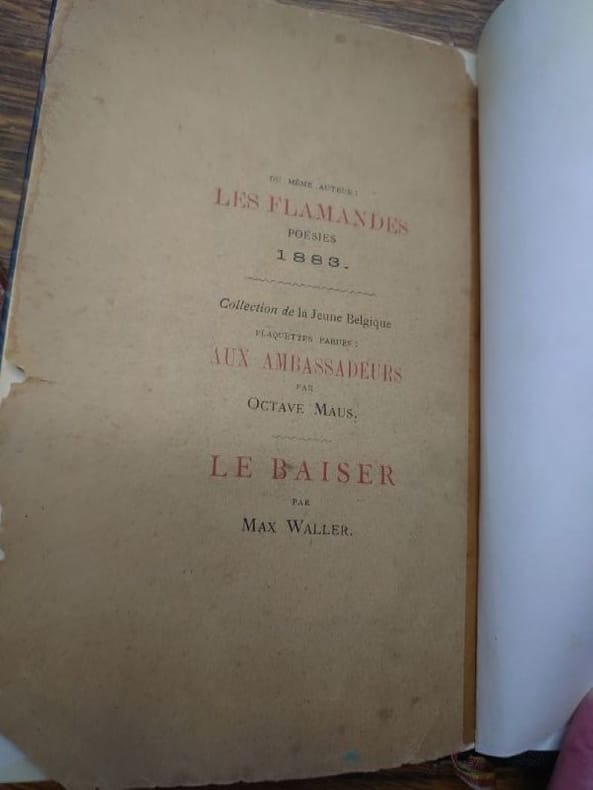 DU MÊME AUTEUR :
LES FLAMANDES
POÉSIES
1883.
Collection de la Jeune Belgique
PLAQUETTES PARUES :
AUX AMBASSADEURS
PAR
OCTAVE MAUS.
LE BAISER
PAR
MAX WALLER.